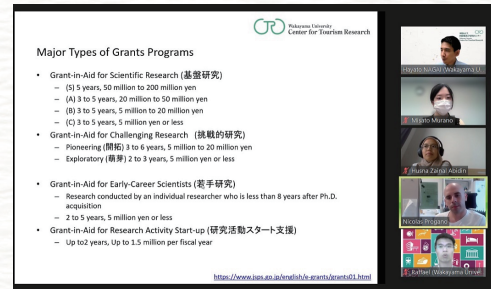 Wakayama University
Center for Tourism Research
Major Types of Grants Programs
• Grant-in-Aid for Scientific Research (基盤研究)
– (S) 5 years, 50 million to 200 million yen
– (A) 3 to 5 years, 20 million to 50 million yen
– (B) 3 to 5 years, 5 million to 20 million yen
– (C) 3 to 5 years, 5 million yen or less
• Grant-in-Aid for Challenging Research (挑戦的研究)
– Pioneering (開拓) 3 to 6 years, 5 million to 20 million yen
– Exploratory (萌芽) 2 to 3 years, 5 million yen or less
• Grant-in-Aid for Early-Career Scientists (若手研究)
– Research conducted by an individual researcher who is less than 8 years after Ph.D.
acquisition
– 2 to 5 years, 5 million yen or less
• Grant-in-Aid for Research Activity Start-up (研究活動スタート支援)
– Up to2 years, Up to 1.5 million per fiscal year
https://www.jsps.go.jp/english/e-grants/grants01.html
Hayato NAGAI (Wakayama U...
Misato Murano
Husna Zainal Abidin
Nicolas Progano
Raffael (Wakayama Univer...